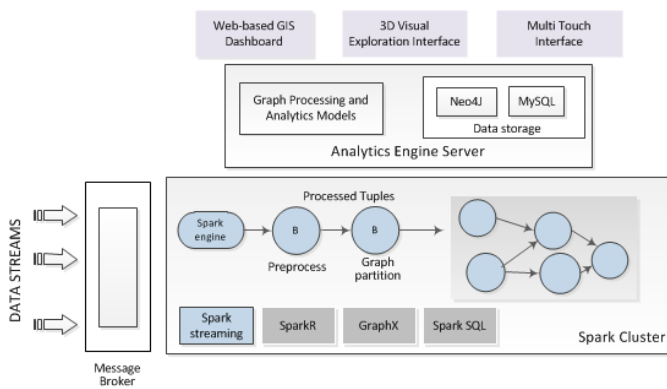 Web-based GIS
Dashboard
3D Visual
Exploration Interface
Multi Touch
Interface
Graph Processing and
Analytics Models
Neo4J
MySQL
Data storage
Analytics Engine Server
DATA STREAMS
Message
Broker
Processed Tuples
Spark
engine
B
Preprocess
B
Graph
partition
Spark
streaming
SparkR
GraphX
Spark SQL
Spark Cluster